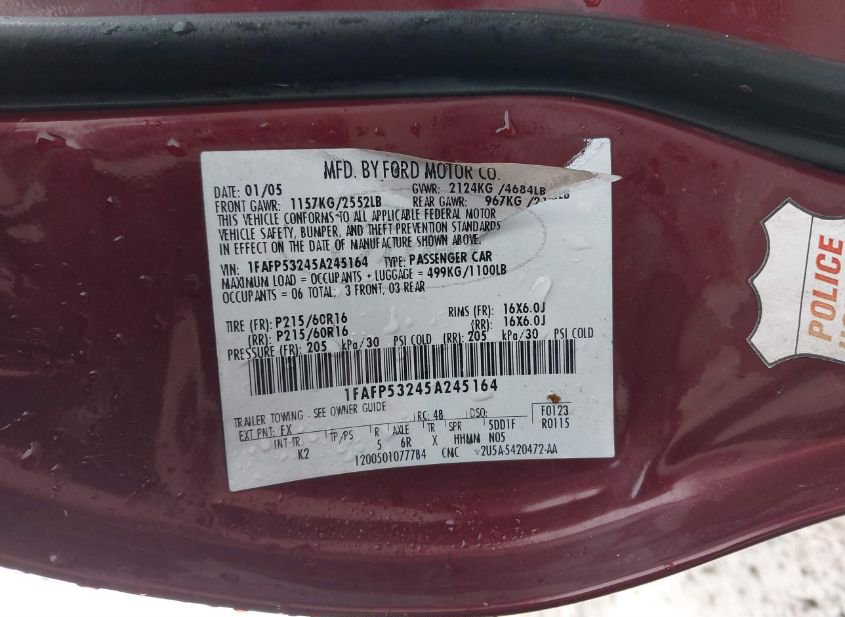 MFD. BY FORD MOTOR CO.
DATE: 01/05 GVWR: 2124KG /4684LB
FRONT GAWR: 1157KG/2552LB REAR GAWR: 967KG
THIS VEHICLE CONFORMS TO ALL APPLICABLE FEDERAL MOTOR
VEHICLE SAFETY, BUMPER, AND THEFT PREVENTION STANDARDS
IN EFFECT ON THE DATE OF MANUFACTURE SHOWN ABOVE.
VIN: 1FAFP53245A245164 TYPE: PASSENGER CAR
MAXIMUM LOAD = OCCUPANTS + LUGGAGE = 499KG/1100LB
OCCUPANTS = 06 TOTAL; 3 FRONT, 03 REAR
TIRE (FR): P215/60R16 RIMS (FR): 16X6.0J
(RR): P215/60R16 (RR): 16X6.0J
PRESSURE (FR): 205 kPa/30 PSI COLD (RR): 205 kPa/30 PSI COLD
1FAFP53245A245164
TRAILER TOWING - SEE OWNER GUIDE
EXT PNT: FX RC: 48 DSO: F0123
INT TR TP/PS R AXLE TR SPR 5DD1F R0115
K2 5 6R X HHMM N05
1200501077784 CMC 2U5A-5420472-AA
POLICE